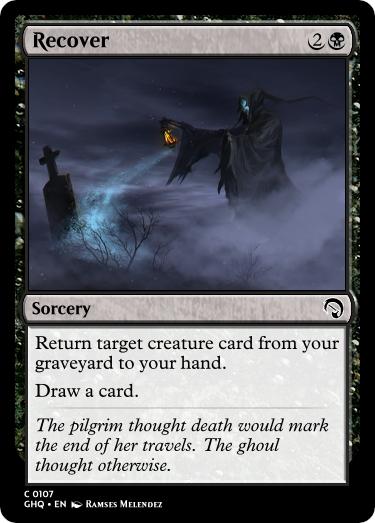 Recover 2
Sorcery
Return target creature card from your
graveyard to your hand.
Draw a card.
The pilgrim thought death would mark
the end of her travels. The ghoul
thought otherwise.
C 0107
GHQ • EN Ramses Melendez